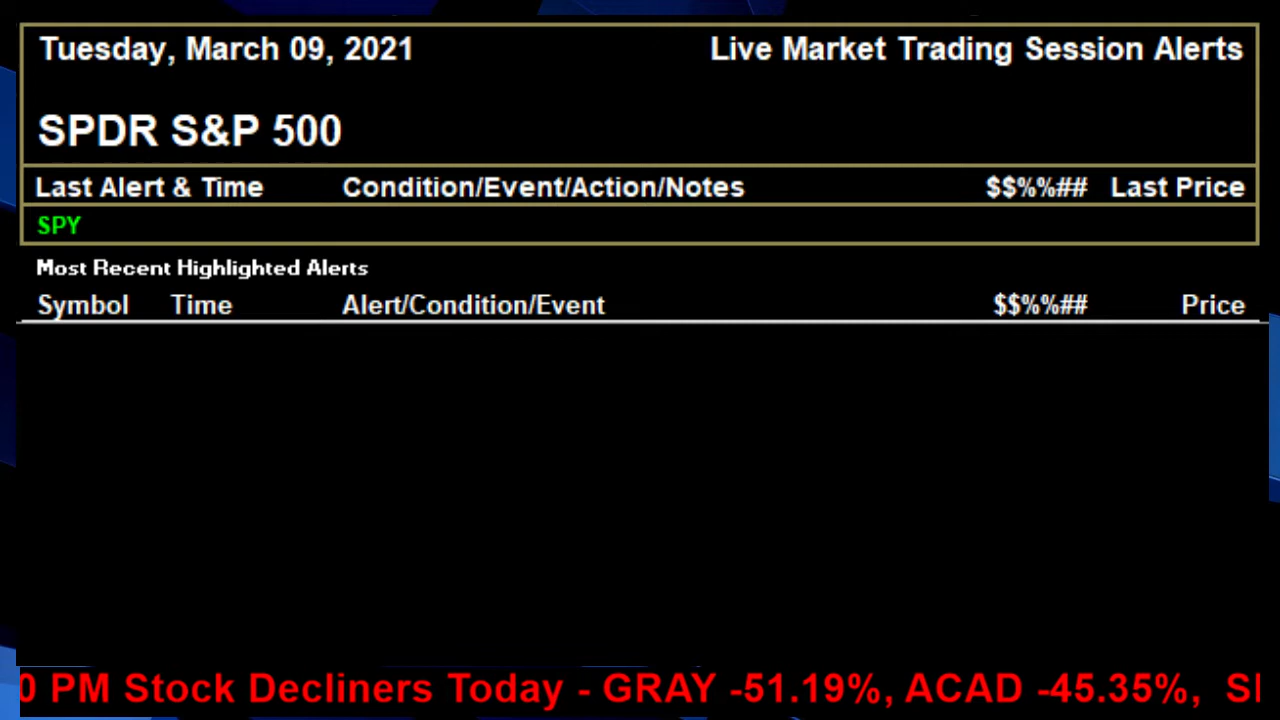 Tuesday, March 09, 2021 Live Market Trading Session Alerts
SPDR S&P 500
Last Alert & Time Condition/Event/Action/Notes $$%%## Last Price
SPY
Most Recent Highlighted Alerts
Symbol Time Alert/Condition/Event $$%%## Price
0 PM Stock Decliners Today - GRAY -51.19%, ACAD -45.35%,